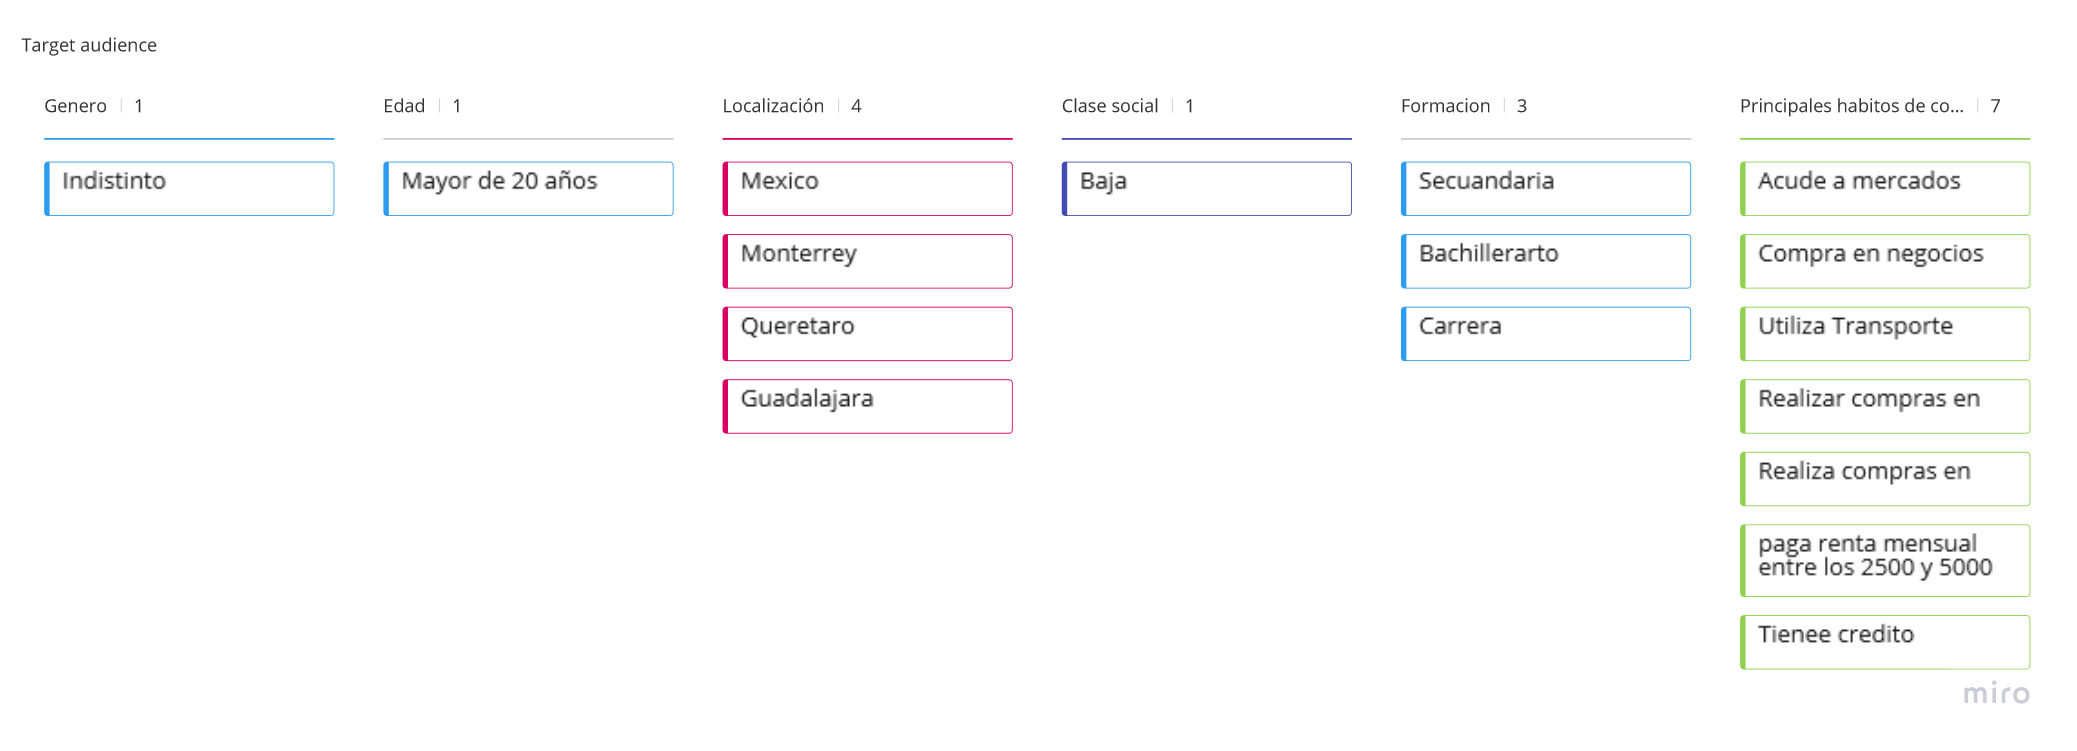 Target audience
Genero 1
Indistinto
Edad 1
Mayor de 20 años
Localización 4
Mexico
Monterrey
Queretaro
Guadalajara
Clase social 1
Baja
Formacion 3
Secuandaria
Bachillerarto
Carrera
Principales habitos de co... 7
Acude a mercados
Compra en negocios
Utiliza Transporte
Realizar compras en
Realiza compras en
paga renta mensual
entre los 2500 y 5000
Tienee credito
miro